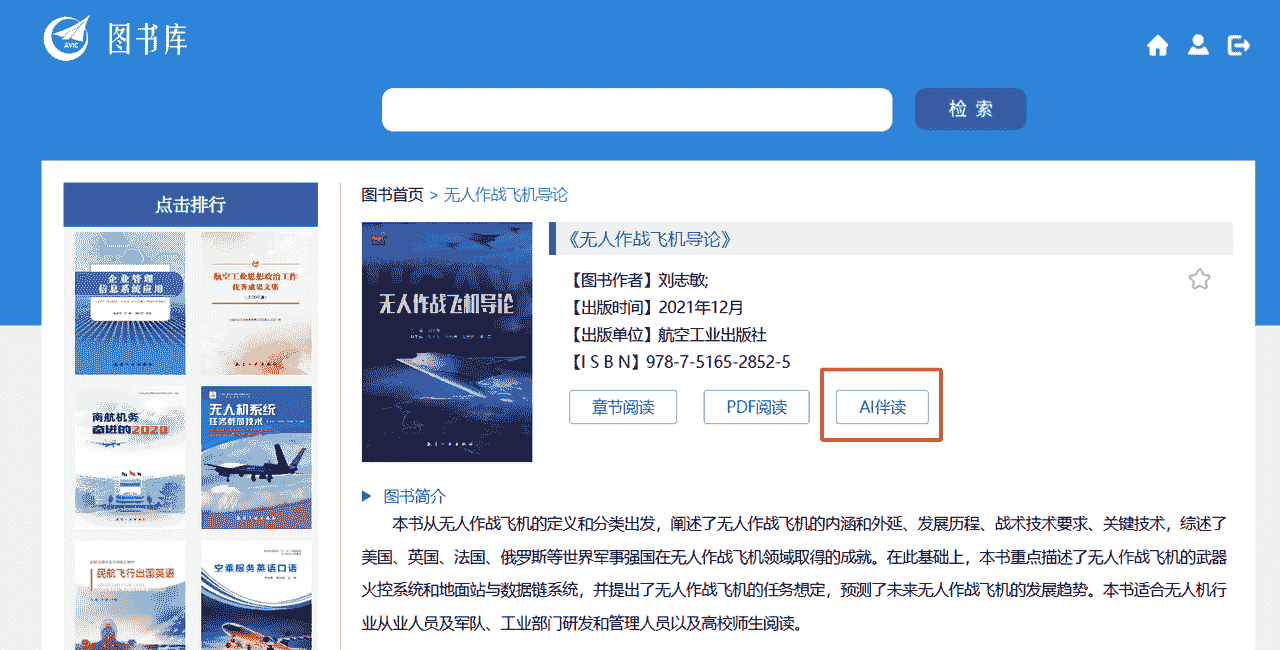 AVIC
图书库
检 索
点击排行
企业管理
信息系统应用
航空工业思想政治工作
优秀成果文集
南航机务
奋进的2020
无人机系统
任务载荷技术
民航飞行出国英语
空乘服务英语口语
图书首页 > 无人作战飞机导论
无人作战飞机导论
《无人作战飞机导论》
【图书作者】刘志敏;
【出版时间】2021年12月
【出版单位】航空工业出版社
【I S B N】978-7-5165-2852-5
章节阅读
PDF阅读
AI伴读
图书简介
本书从无人作战飞机的定义和分类出发，阐述了无人作战飞机的内涵和外延、发展历程、战术技术要求、关键技术，综述了
美国、英国、法国、俄罗斯等世界军事强国在无人作战飞机领域取得的成就。在此基础上，本书重点描述了无人作战飞机的武器
火控系统和地面站与数据链系统，并提出了无人作战飞机的任务想定，预测了未来无人作战飞机的发展趋势。本书适合无人机行
业从业人员及军队、工业部门研发和管理人员以及高校师生阅读。